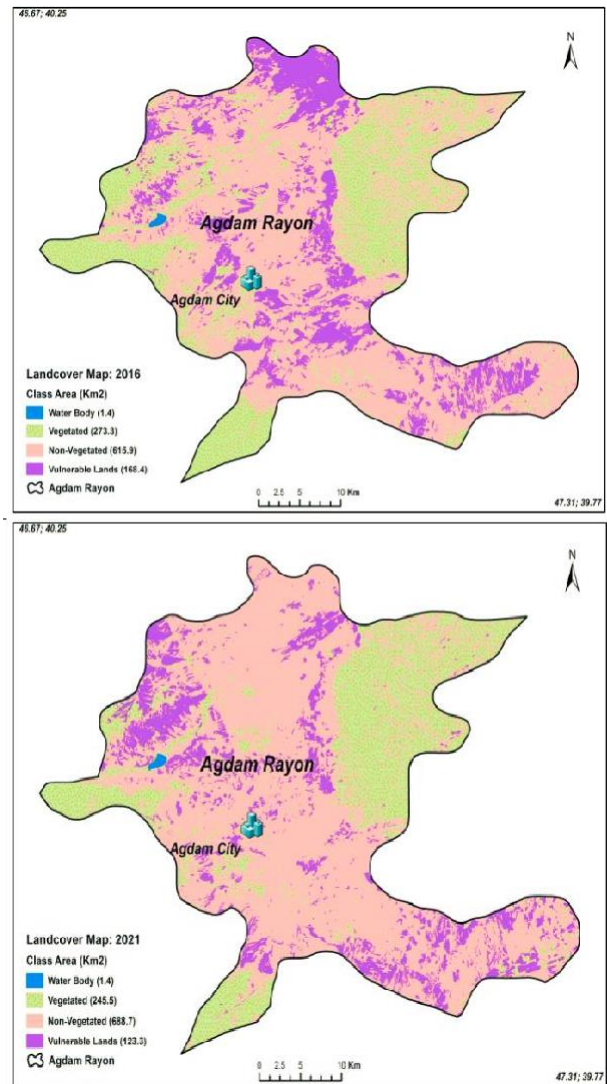 46.67; 40.25
N
Agdam Rayon
Agdam City
Landcover Map: 2016
Class Area (Km2)
Water Body (1.4)
Vegetated (273.3)
Non-Vegetated (615.9)
Vulnerable Lands (168.4)
Agdam Rayon
0 2.5 5 10 Km
47.31; 39.77
46.67; 40.25
N
Agdam Rayon
Agdam City
Landcover Map: 2021
Class Area (Km2)
Water Body (1.4)
Vegetated (245.5)
Non-Vegetated (688.7)
Vulnerable Lands (123.3)
Agdam Rayon
0 2.5 5 10 Km
47.31; 39.77